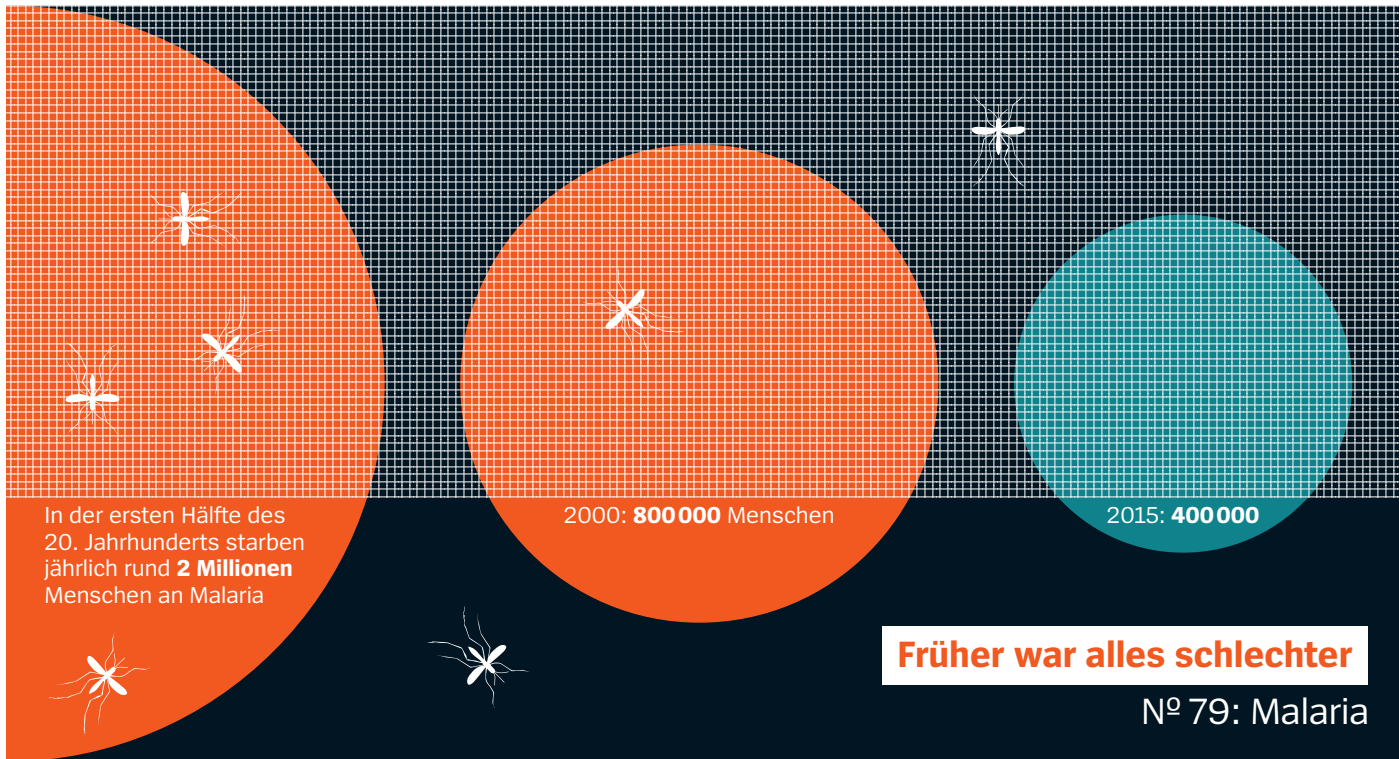 In der ersten Hälfte des
20. Jahrhunderts starben
jährlich rund 2 Millionen
Menschen an Malaria
2000: 800 000 Menschen
2015: 400 000
Früher war alles schlechter
Nº 79: Malaria